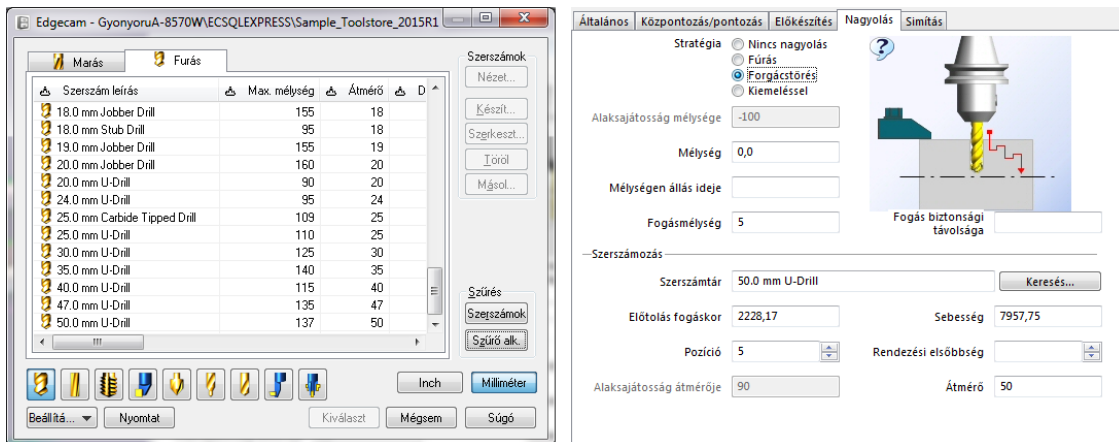 Edgecam - GyonyoruA-8570W\ECSQLEXPRESS\Sample_Toolstore_2015R1
Marás
Fúrás
Szerszám leírás Max. mélység Átmérő D
18.0 mm Jobber Drill 155 18
18.0 mm Stub Drill 95 18
19.0 mm Jobber Drill 155 19
20.0 mm Jobber Drill 160 20
20.0 mm U-Drill 90 20
24.0 mm U-Drill 95 24
25.0 mm Carbide Tipped Drill 109 25
25.0 mm U-Drill 110 25
30.0 mm U-Drill 125 30
35.0 mm U-Drill 140 35
40.0 mm U-Drill 115 40
47.0 mm U-Drill 135 47
50.0 mm U-Drill 137 50
Szerszámok
Nézet...
Készít...
Szerkeszt...
Töröl
Másol...
Szűrés
Szerszámok
Szűrő alk.
Inch
Milliméter
Beállítá...
Nyomtat
Kiválaszt
Mégsem
Súgó
Általános
Központozás/pontozás
Előkészítés
Nagyolás
Simítás
Stratégia
Nincs nagyolás
Fúrás
Forgácstörés
Kiemeléssel
?
Alaksajátosság mélysége -100
Mélység 0,0
Mélységen állás ideje
Fogásmélység 5
Fogás biztonsági
távolsága
Szerszámozás
Szerszámtár 50.0 mm U-Drill Keresés...
Előtolás fogáskor 2228,17 Sebesség 7957,75
Pozíció 5 Rendezési elsőbbség
Alaksajátosság átmérője 90 Átmérő 50